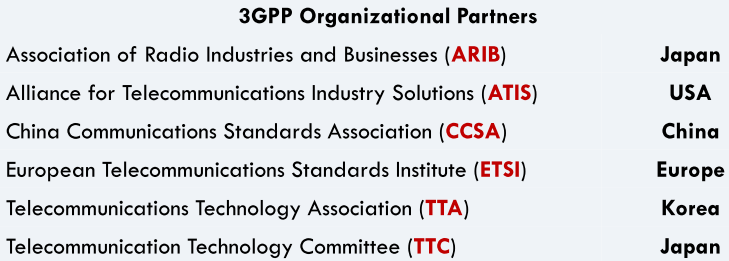 3GPP Organizational Partners
Association of Radio Industries and Businesses (ARIB) Japan
Alliance for Telecommunications Industry Solutions (ATIS) USA
China Communications Standards Association (CCSA) China
European Telecommunications Standards Institute (ETSI) Europe
Telecommunications Technology Association (TTA) Korea
Telecommunication Technology Committee (TTC) Japan